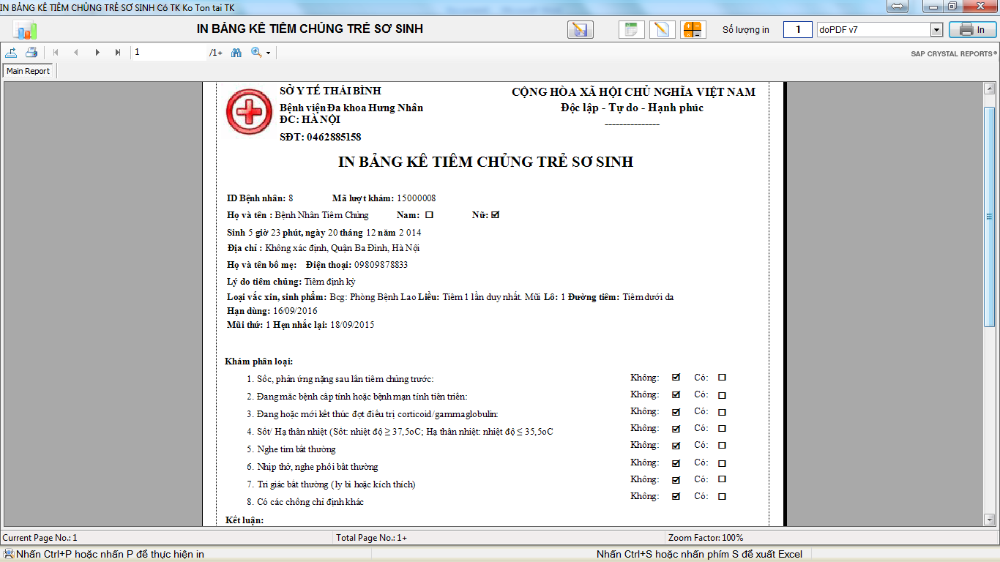 IN BẢNG KÊ TIÊM CHỦNG TRẺ SƠ SINH Có TK Ko Ton tai TK
IN BẢNG KÊ TIÊM CHỦNG TRẺ SƠ SINH
Số lượng in 1 doPDF v7 In
1 /1+
SAP CRYSTAL REPORTS®
Main Report
SỞ Y TẾ THÁI BÌNH
CỘNG HÒA XÃ HỘI CHỦ NGHĨA VIỆT NAM
Bệnh viện Đa khoa Hưng Nhân
Độc lập - Tự do - Hạnh phúc
ĐC: HÀ NỘI
---------------
SĐT: 0462885158
IN BẢNG KÊ TIÊM CHỦNG TRẺ SƠ SINH
ID Bệnh nhân: 8 Mã lượt khám: 15000008
Họ và tên : Bệnh Nhân Tiêm Chủng Nam: ☐ Nữ: ☑
Sinh 5 giờ 23 phút, ngày 20 tháng 12 năm 2 014
Địa chỉ : Không xác định, Quận Ba Đình, Hà Nội
Họ và tên bố mẹ: Điện thoại: 09809878833
Lý do tiêm chủng: Tiêm định kỳ
Loại vắc xin, sinh phẩm: Bcg: Phòng Bệnh Lao Liều: Tiêm 1 lần duy nhất. Mũi Lô: 1 Đường tiêm: Tiêm dưới da
Hạn dùng: 16/09/2016
Mũi thứ: 1 Hẹn nhắc lại: 18/09/2015
Khám phân loại:
1. Sốc, phản ứng nặng sau lần tiêm chủng trước: Không: ☑ Có: ☐
2. Đang mắc bệnh cấp tính hoặc bệnh mạn tính tiến triển: Không: ☑ Có: ☐
3. Đang hoặc mới kết thúc đợt điều trị corticoid/gammaglobulin: Không: ☑ Có: ☐
4. Sốt/ Hạ thân nhiệt (Sốt: nhiệt độ ≥ 37,5oC; Hạ thân nhiệt: nhiệt độ ≤ 35,5oC Không: ☑ Có: ☐
5. Nghe tim bất thường Không: ☑ Có: ☐
6. Nhịp thở, nghe phổi bất thường Không: ☑ Có: ☐
7. Tri giác bất thường (ly bì hoặc kích thích) Không: ☑ Có: ☐
8. Có các chống chỉ định khác Không: ☑ Có: ☐
Kết luận:
Current Page No.: 1 Total Page No.: 1+ Zoom Factor: 100%
Nhấn Ctrl+P hoặc nhấn P để thực hiện in Nhấn Ctrl+S hoặc nhấn phím S để xuất Excel